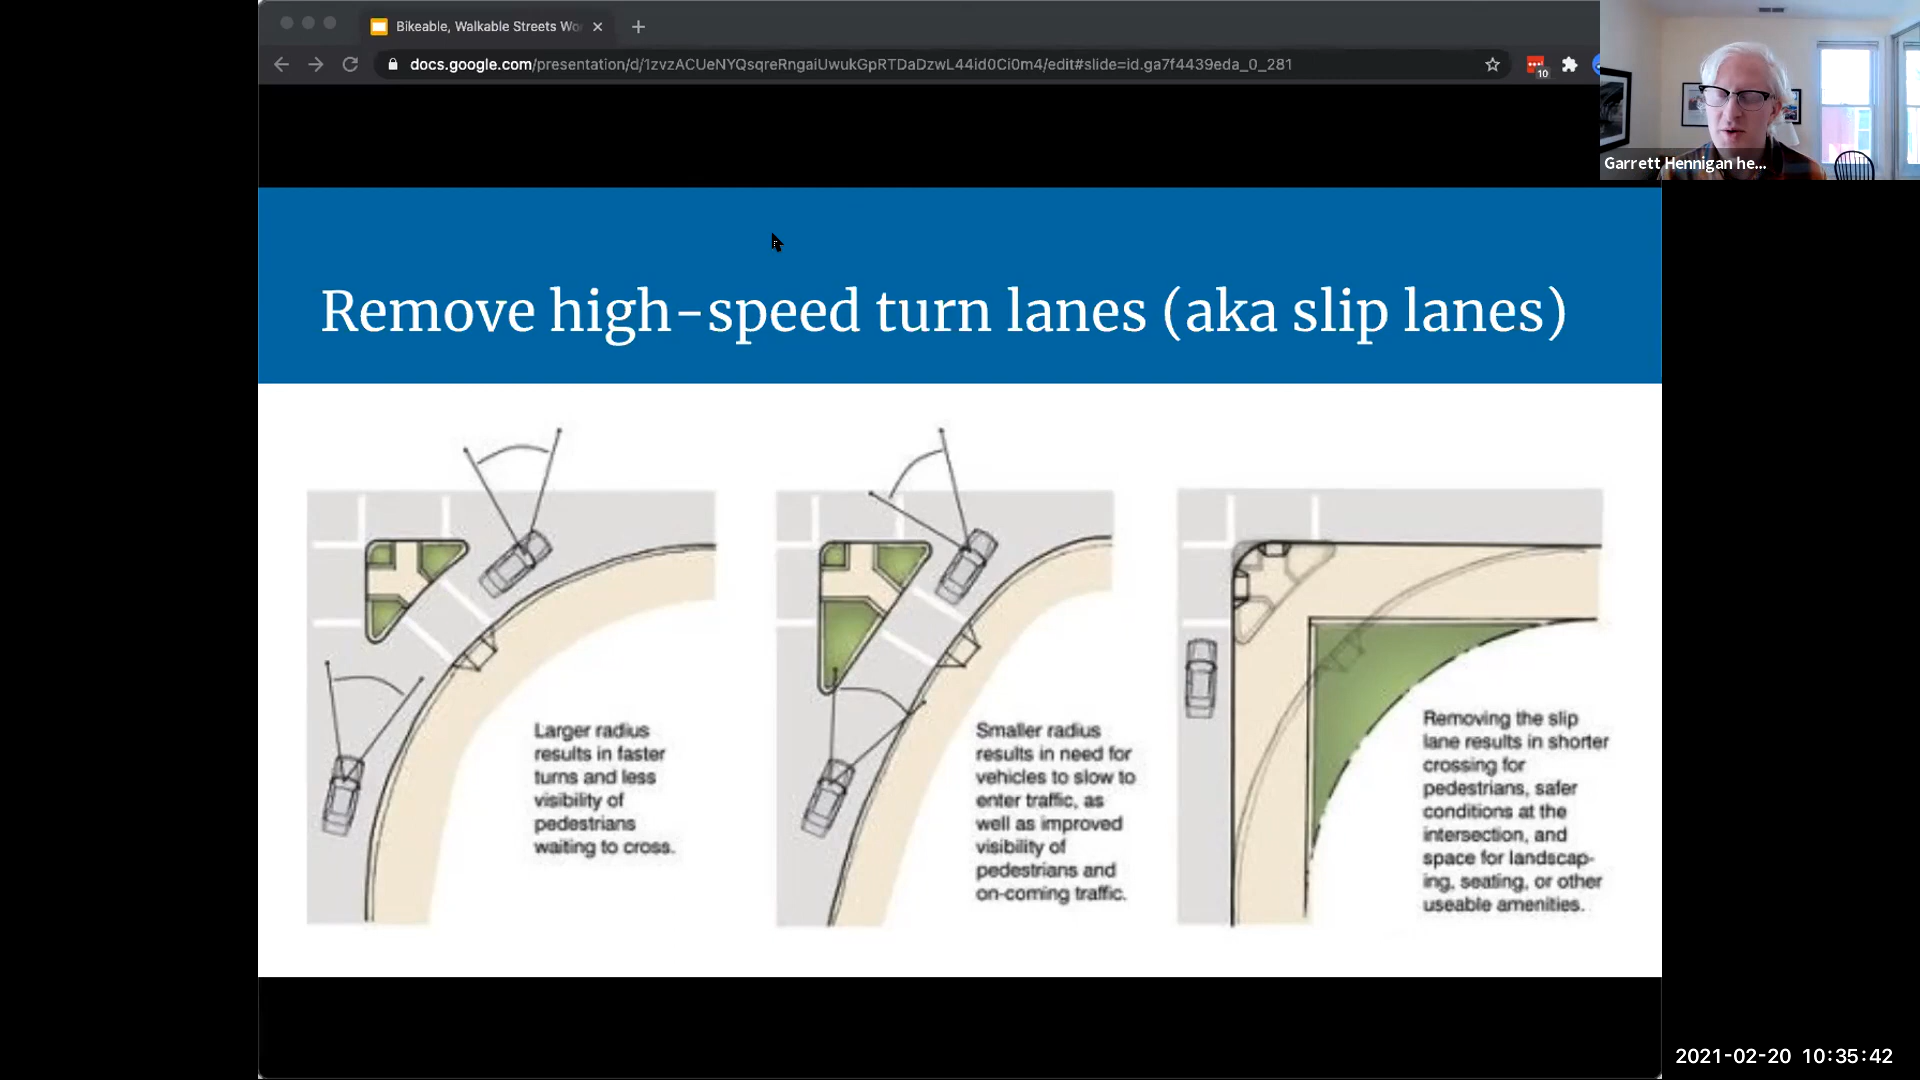 Bikeable, Walkable Streets Wo
docs.google.com/presentation/d/1zvzACUeNYQsqreRngaiUwukGpRTDaDzwL44id0Ci0m4/edit#slide=id.ga7f4439eda_0_281
10
Garrett Hennigan he...
Remove high-speed turn lanes (aka slip lanes)
Larger radius
results in faster
turns and less
visibility of
pedestrians
waiting to cross.
Smaller radius
results in need for
vehicles to slow to
enter traffic, as
well as improved
visibility of
pedestrians and
on-coming traffic.
Removing the slip
lane results in shorter
crossing for
pedestrians, safer
conditions at the
intersection, and
space for landscap-
ing, seating, or other
useable amenities.
2021-02-20 10:35:42